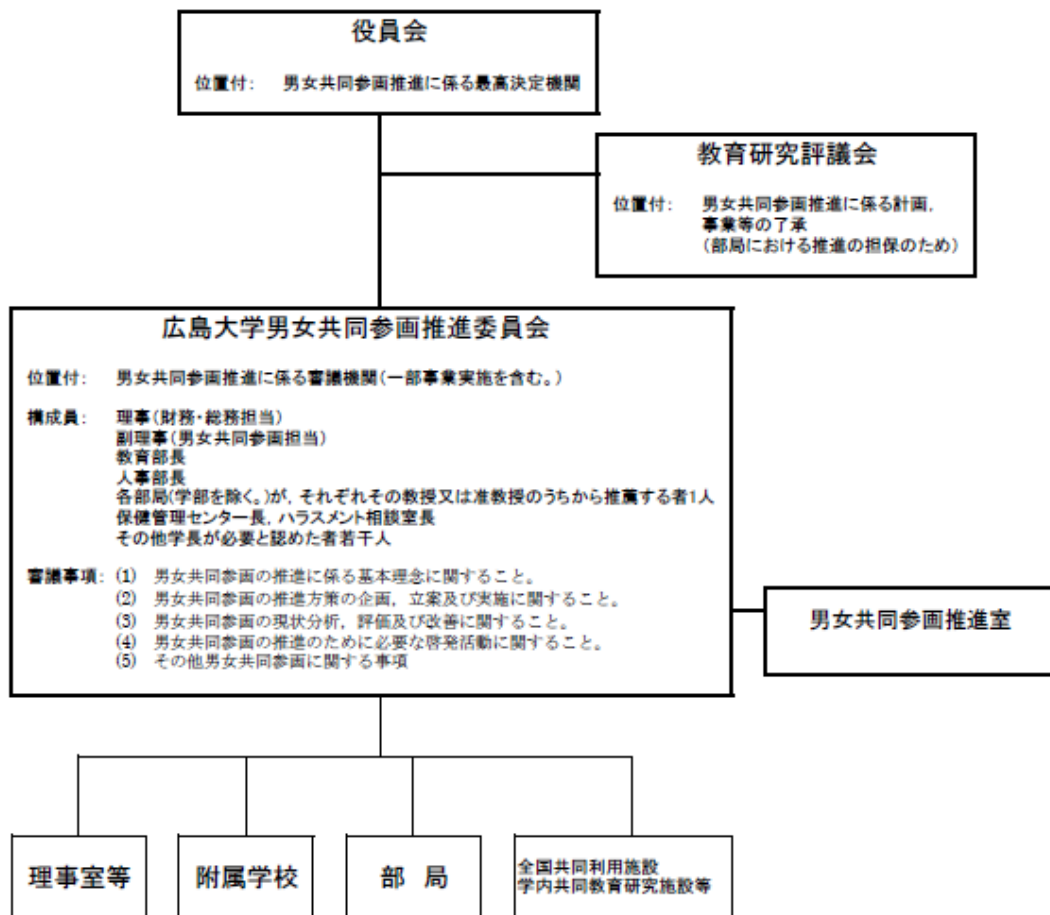 役員会
位置付： 男女共同参画推進に係る最高決定機関
教育研究評議会
位置付： 男女共同参画推進に係る計画，
事業等の了承
（部局における推進の担保のため）
広島大学男女共同参画推進委員会
位置付： 男女共同参画推進に係る審議機関（一部事業実施を含む。）
構成員： 理事（財務・総務担当）
副理事（男女共同参画担当）
教育部長
人事部長
各部局（学部を除く。）が，それぞれその教授又は准教授のうちから推薦する者1人
保健管理センター長，ハラスメント相談室長
その他学長が必要と認めた者若干人
審議事項： (1) 男女共同参画の推進に係る基本理念に関すること。
(2) 男女共同参画の推進方策の企画，立案及び実施に関すること。
(3) 男女共同参画の現状分析，評価及び改善に関すること。
(4) 男女共同参画の推進のために必要な啓発活動に関すること。
(5) その他男女共同参画に関する事項
男女共同参画推進室
理事室等
附属学校
部 局
全国共同利用施設
学内共同教育研究施設等